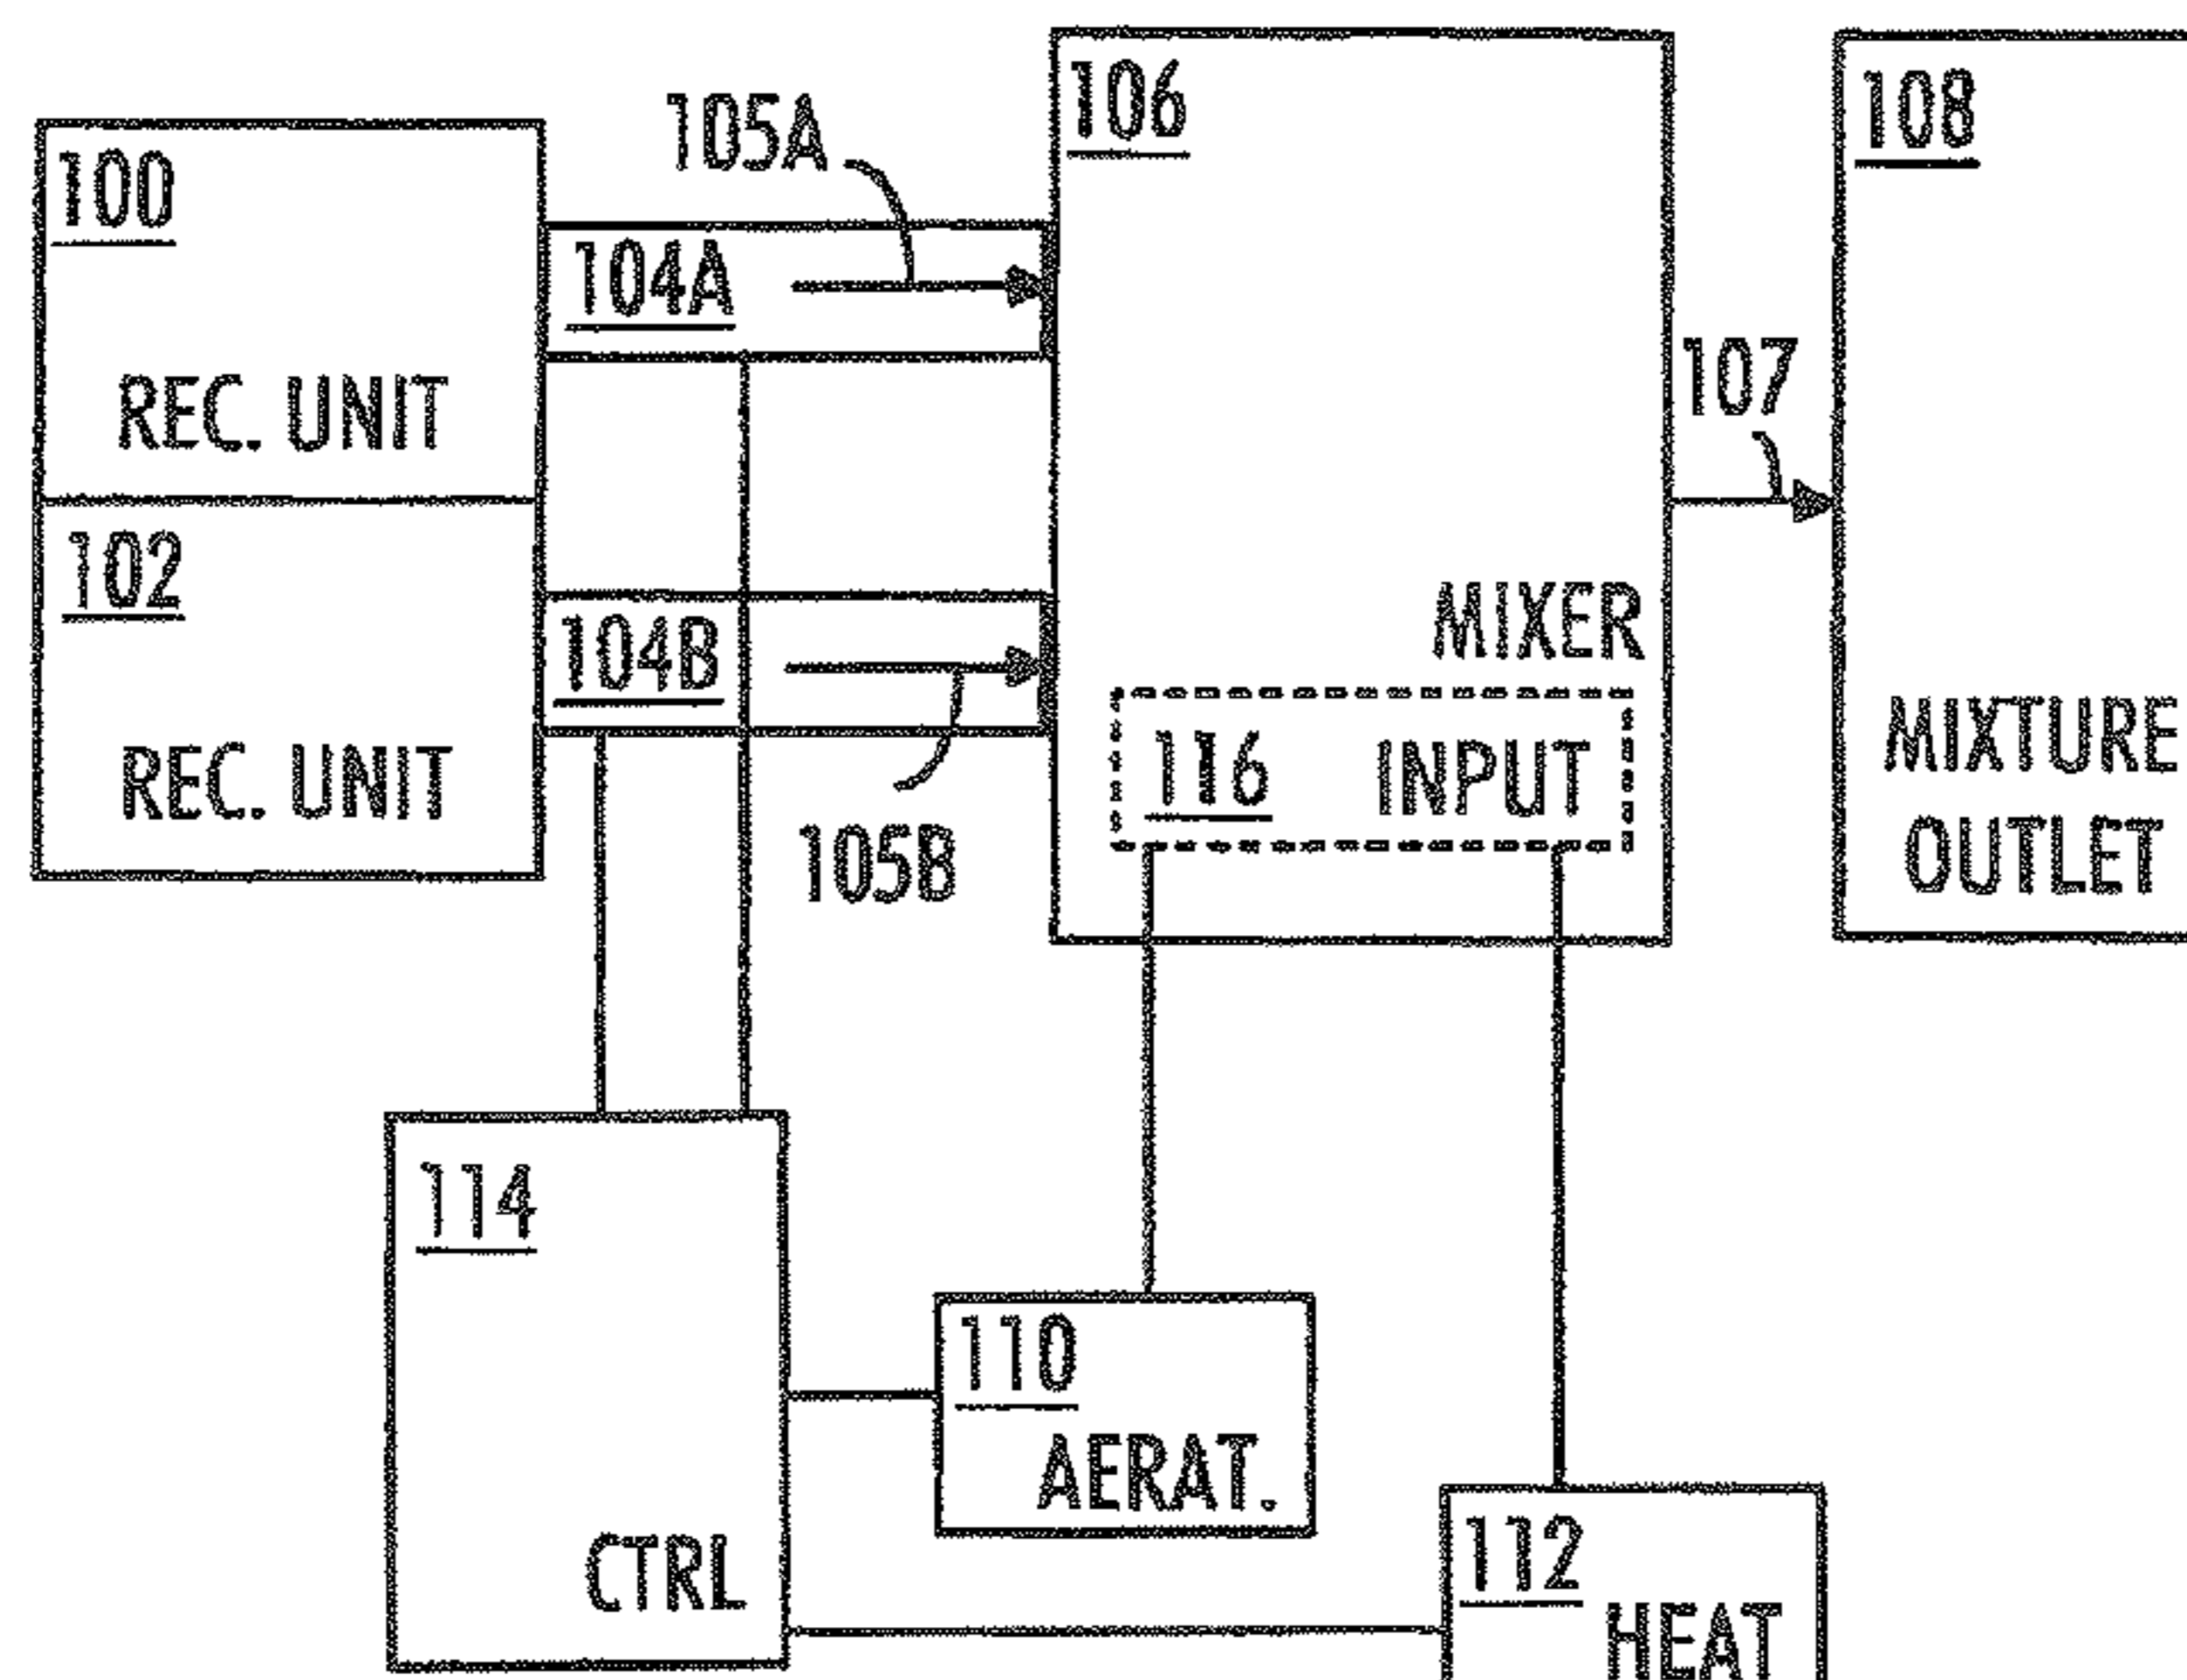 100
REC. UNIT
102
REC. UNIT
105A
104A
104B
105B
106
MIXER
116 INPUT
107
108
MIXTURE
OUTLET
114
CTRL
110
AERAT.
112
HEAT